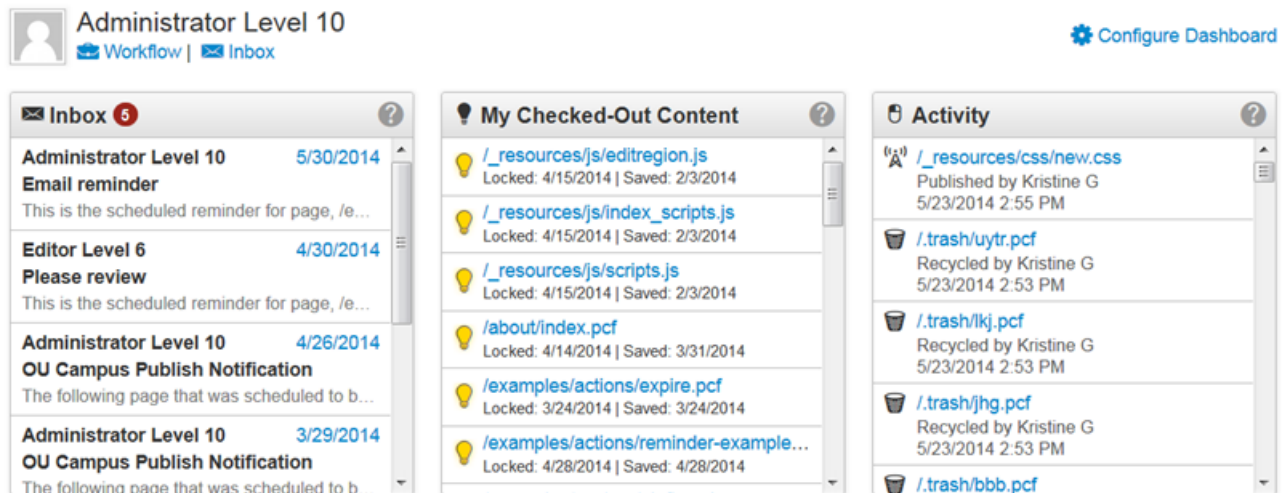 Administrator Level 10
Workflow | Inbox
Configure Dashboard
Inbox 5
Administrator Level 10 5/30/2014
Email reminder
This is the scheduled reminder for page, /e...
Editor Level 6 4/30/2014
Please review
This is the scheduled reminder for page, /e...
Administrator Level 10 4/26/2014
OU Campus Publish Notification
The following page that was scheduled to b...
Administrator Level 10 3/29/2014
OU Campus Publish Notification
The following page that was scheduled to b...
My Checked-Out Content
/_resources/js/editregion.js
Locked: 4/15/2014 | Saved: 2/3/2014
/_resources/js/index_scripts.js
Locked: 4/15/2014 | Saved: 2/3/2014
/_resources/js/scripts.js
Locked: 4/15/2014 | Saved: 2/3/2014
/about/index.pcf
Locked: 4/14/2014 | Saved: 3/31/2014
/examples/actions/expire.pcf
Locked: 3/24/2014 | Saved: 3/24/2014
/examples/actions/reminder-example...
Locked: 4/28/2014 | Saved: 4/28/2014
Activity
/_resources/css/new.css
Published by Kristine G
5/23/2014 2:55 PM
/.trash/uytr.pcf
Recycled by Kristine G
5/23/2014 2:53 PM
/.trash/lkj.pcf
Recycled by Kristine G
5/23/2014 2:53 PM
/.trash/jhg.pcf
Recycled by Kristine G
5/23/2014 2:53 PM
/.trash/bbb.pcf